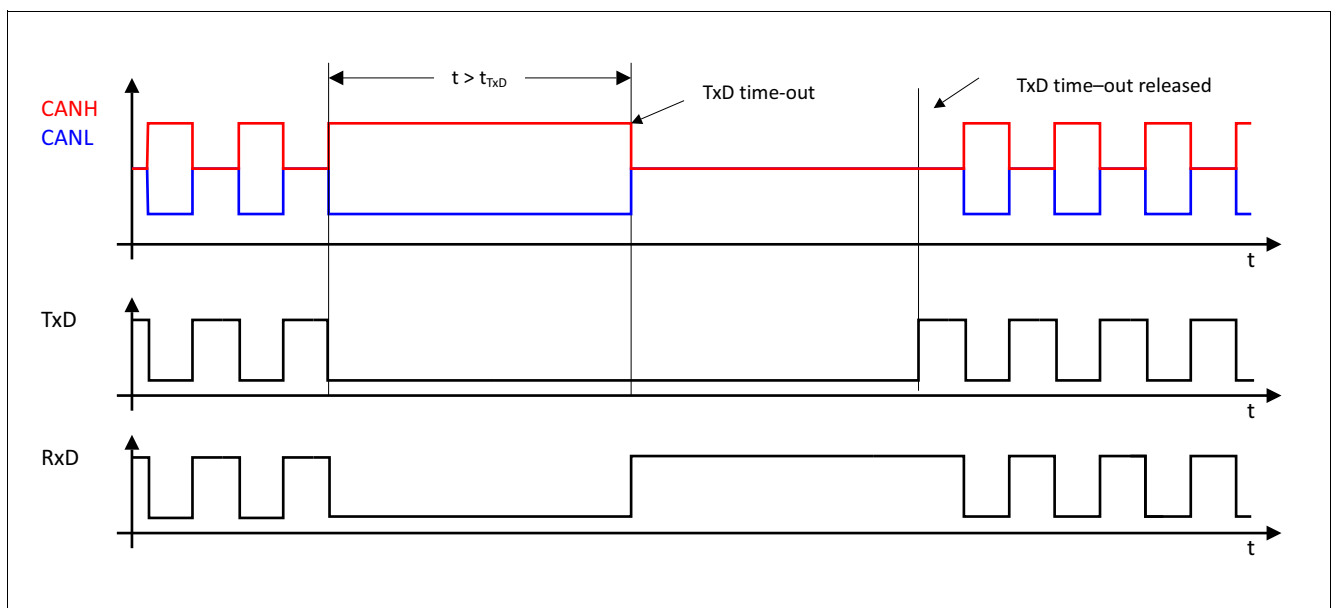 t > tTxD
TxD time-out
TxD time–out released
CANH
CANL
t
TxD
t
RxD
t